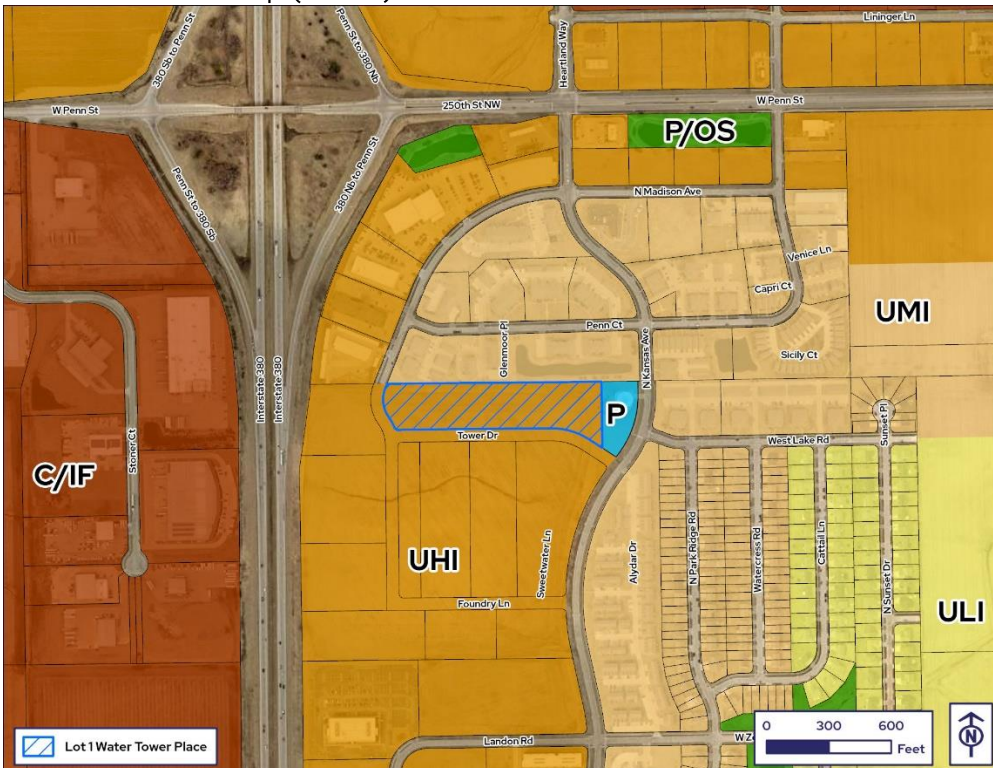 Lininger Ln
380 Sb to Penn St
Penn St to 380 Nb
Heartland Way
W Penn St
250th St NW
W Penn St
P/OS
Penn St to 380 Sb
380 Nb to Penn St
N Madison Ave
Venice Ln
Capri Ct
UMI
Glenmoor Pl
Penn Ct
N Kansas Ave
Sicily Ct
Interstate 380
Interstate 380
P
Stoner Ct
Tower Dr
West Lake Rd
Sunset Pl
C/IF
UHI
Sweetwater Ln
Alydar Dr
N Park Ridge Rd
Watercress Rd
Cattail Ln
N Sunset Dr
Foundry Ln
ULI
Lot 1 Water Tower Place
Landon Rd
0 300 600
Feet
N